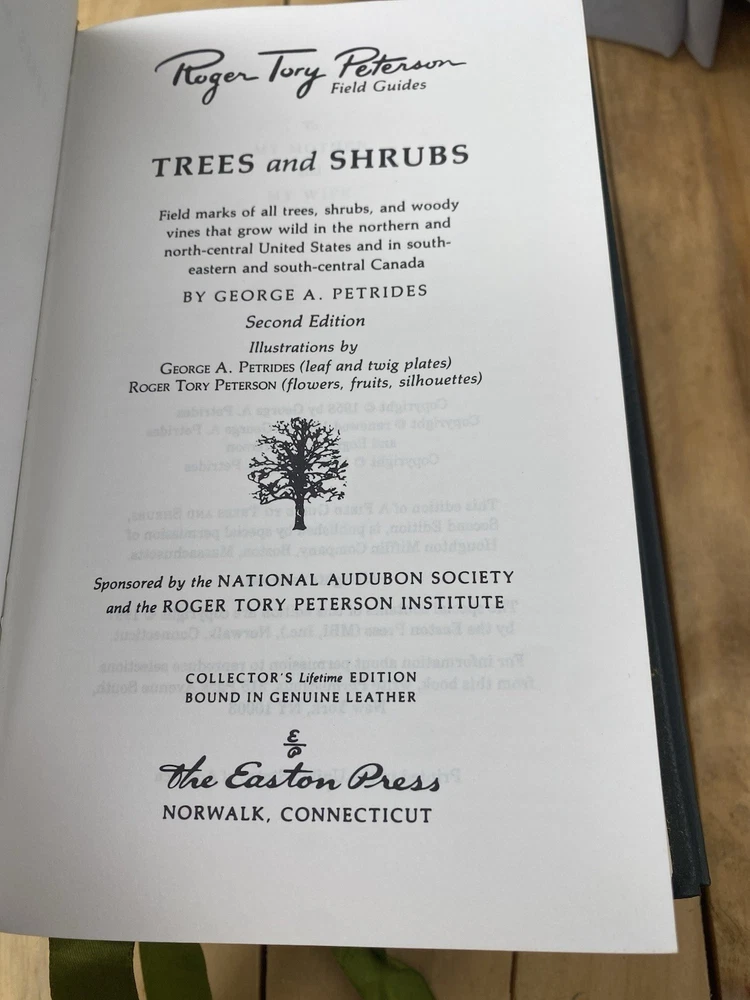 Roger Tory Peterson
Field Guides
TREES and SHRUBS
Field marks of all trees, shrubs, and woody
vines that grow wild in the northern and
north-central United States and in south-
eastern and south-central Canada
BY GEORGE A. PETRIDES
Second Edition
Illustrations by
GEORGE A. PETRIDES (leaf and twig plates)
ROGER TORY PETERSON (flowers, fruits, silhouettes)
Sponsored by the NATIONAL AUDUBON SOCIETY
and the ROGER TORY PETERSON INSTITUTE
COLLECTOR'S Lifetime EDITION
BOUND IN GENUINE LEATHER
The Easton Press
NORWALK, CONNECTICUT